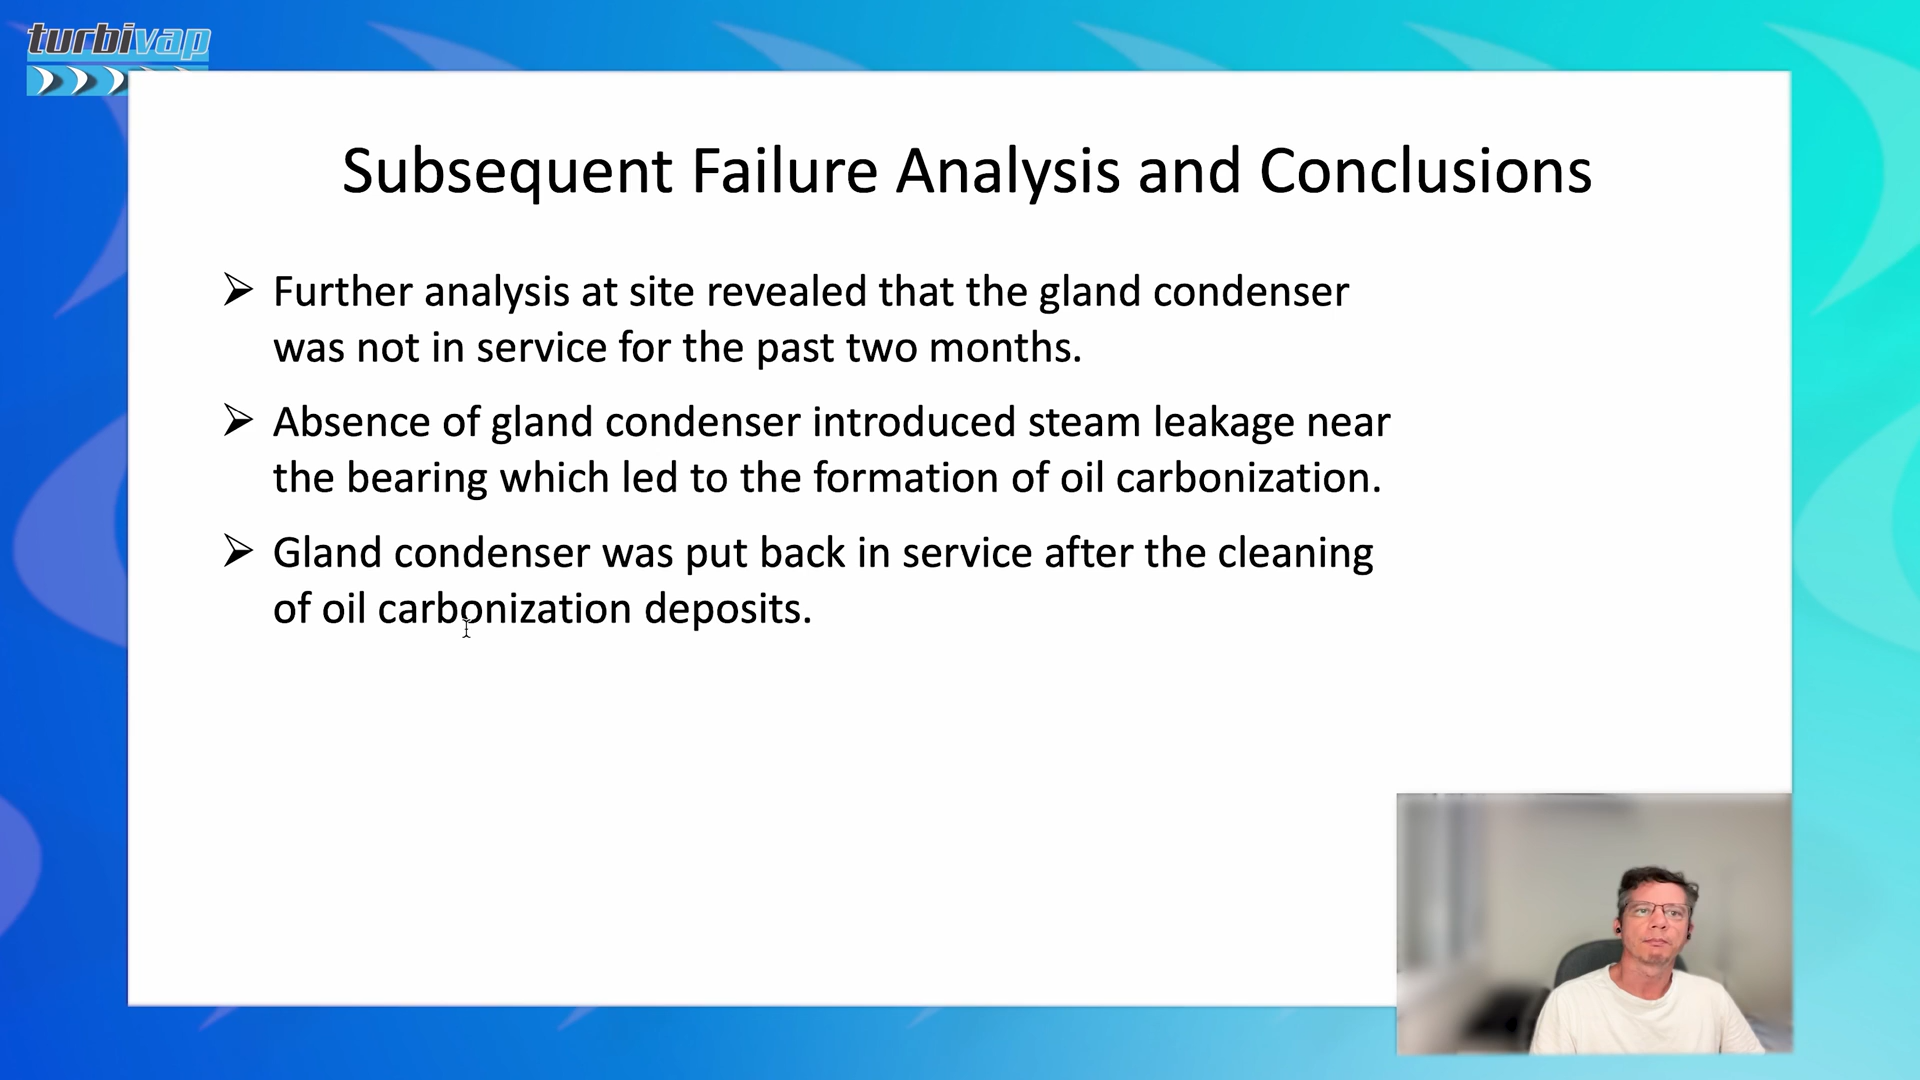 turbivap
Subsequent Failure Analysis and Conclusions
➢ Further analysis at site revealed that the gland condenser
was not in service for the past two months.
➢ Absence of gland condenser introduced steam leakage near
the bearing which led to the formation of oil carbonization.
➢ Gland condenser was put back in service after the cleaning
of oil carbonization deposits.